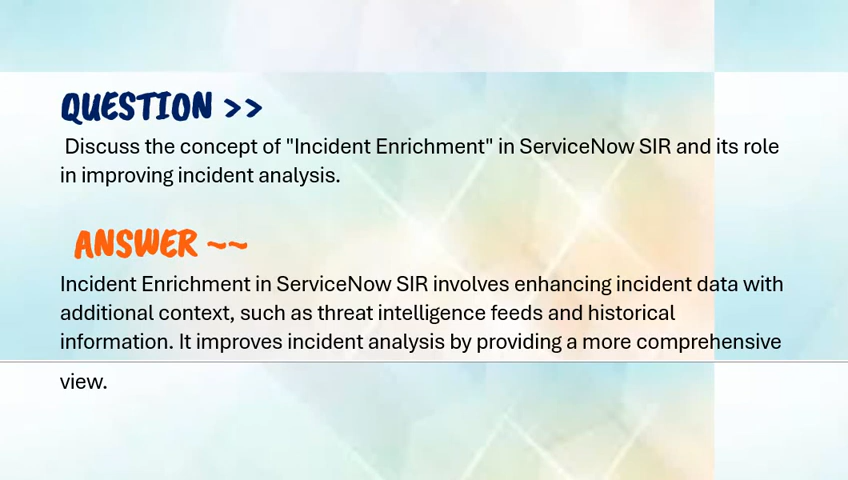 QUESTION >>
Discuss the concept of "Incident Enrichment" in ServiceNow SIR and its role
in improving incident analysis.
ANSWER ~~
Incident Enrichment in ServiceNow SIR involves enhancing incident data with
additional context, such as threat intelligence feeds and historical
information. It improves incident analysis by providing a more comprehensive
view.